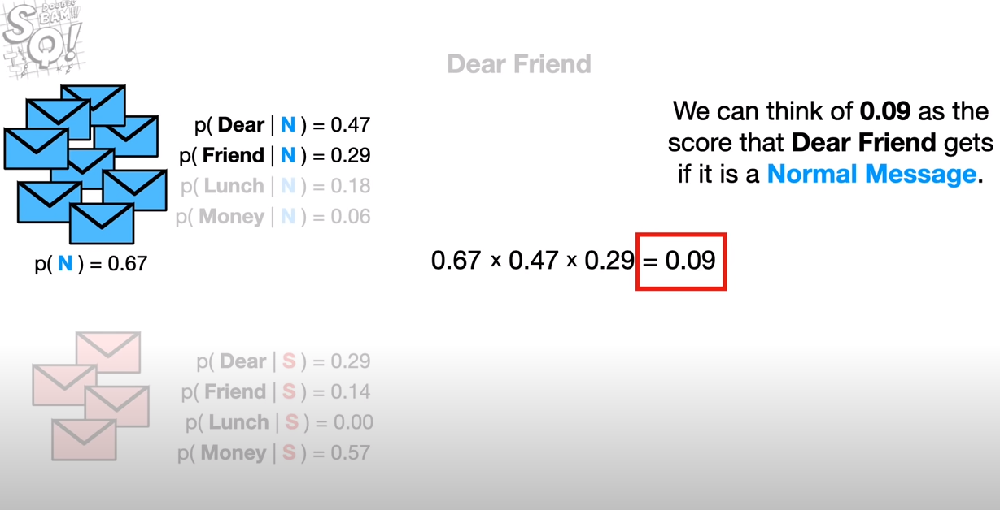 DOUBLE
BAM!!!
SQ!
Dear Friend
p( Dear | N ) = 0.47
p( Friend | N ) = 0.29
p( Lunch | N ) = 0.18
p( Money | N ) = 0.06
p( N ) = 0.67
We can think of 0.09 as the
score that Dear Friend gets
if it is a Normal Message.
0.67 x 0.47 x 0.29 = 0.09
p( Dear | S ) = 0.29
p( Friend | S ) = 0.14
p( Lunch | S ) = 0.00
p( Money | S ) = 0.57